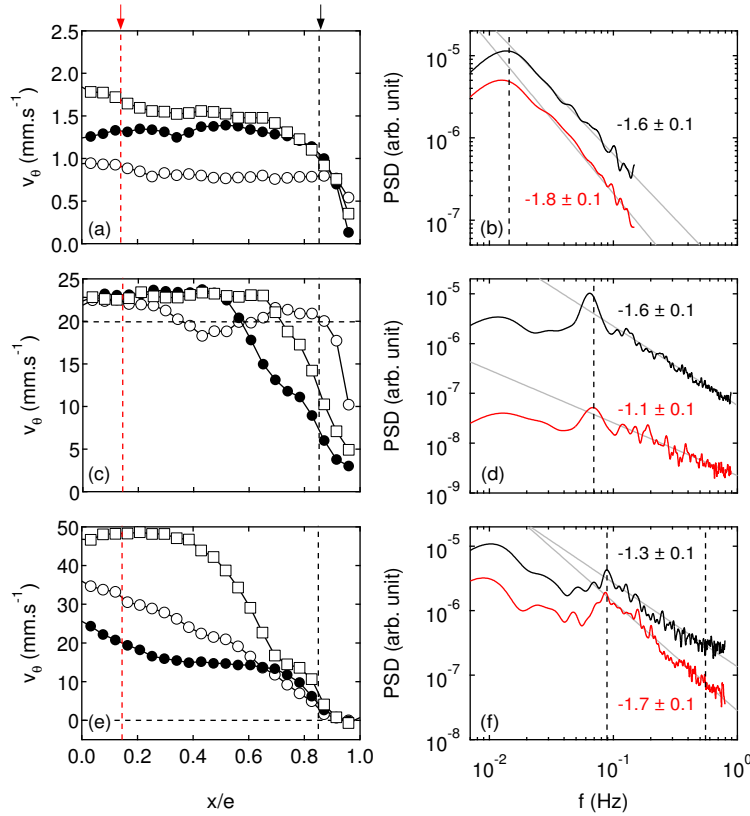 2.5
2.0
1.5
1.0
0.5
0.0
v_θ (mm.s⁻¹)
(a)
10⁻⁵
10⁻⁶
10⁻⁷
PSD (arb. unit)
-1.6 ± 0.1
-1.8 ± 0.1
(b)
25
20
15
10
5
0
v_θ (mm.s⁻¹)
(c)
10⁻⁵
10⁻⁶
10⁻⁷
10⁻⁸
10⁻⁹
PSD (arb. unit)
-1.6 ± 0.1
-1.1 ± 0.1
(d)
50
40
30
20
10
0
v_θ (mm.s⁻¹)
(e)
0.0 0.2 0.4 0.6 0.8 1.0
x/e
10⁻⁵
10⁻⁶
10⁻⁷
10⁻⁸
PSD (arb. unit)
-1.3 ± 0.1
-1.7 ± 0.1
(f)
10⁻² 10⁻¹ 10⁰
f (Hz)